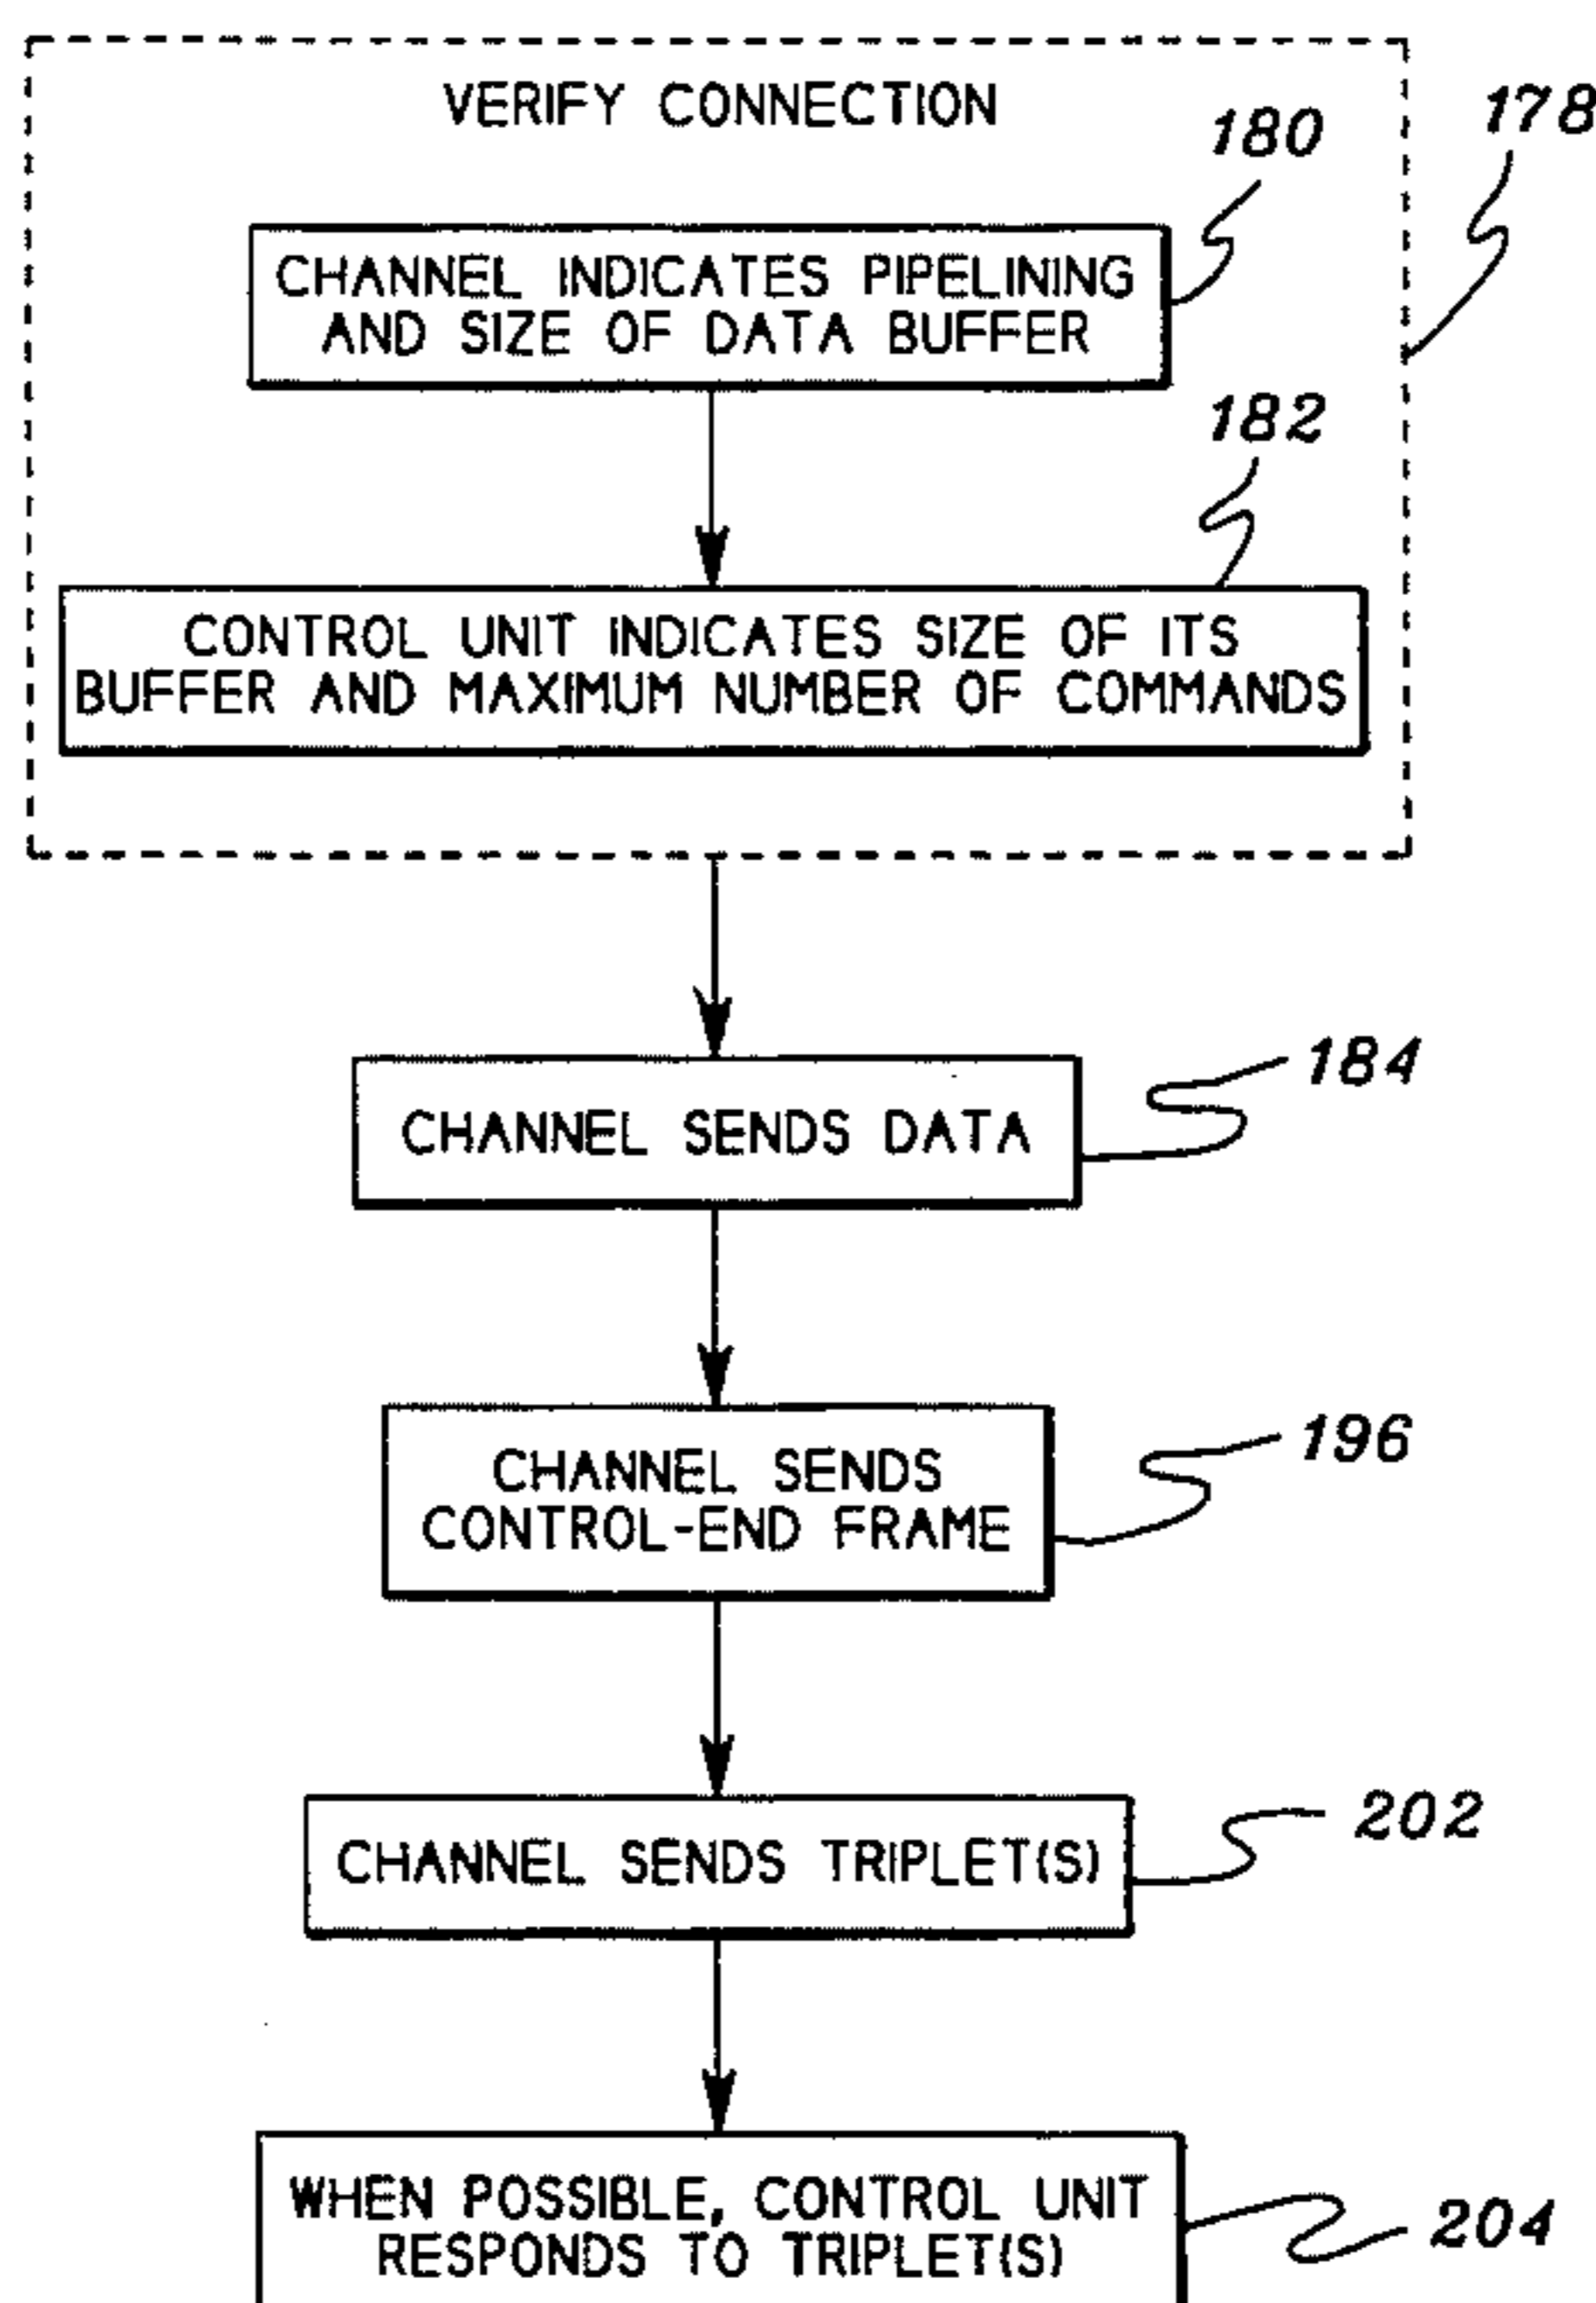 VERIFY CONNECTION
178
180
CHANNEL INDICATES PIPELINING
AND SIZE OF DATA BUFFER
182
CONTROL UNIT INDICATES SIZE OF ITS
BUFFER AND MAXIMUM NUMBER OF COMMANDS
184
CHANNEL SENDS DATA
196
CHANNEL SENDS
CONTROL-END FRAME
202
CHANNEL SENDS TRIPLET(S)
WHEN POSSIBLE, CONTROL UNIT
RESPONDS TO TRIPLET(S)
204